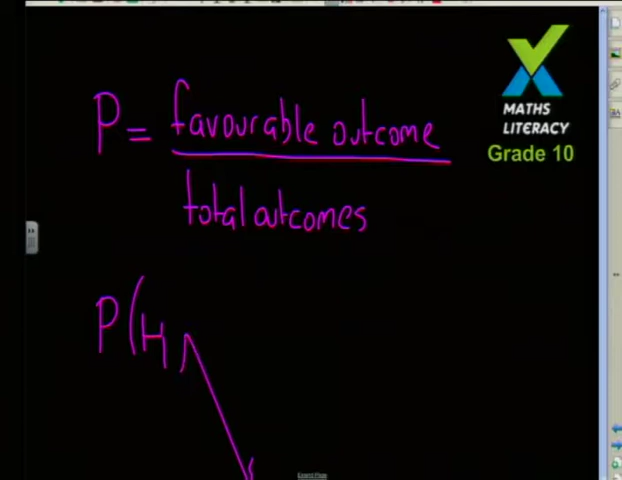 MATHS
LITERACY
Grade 10
P = favourable outcome
total outcomes
P(H